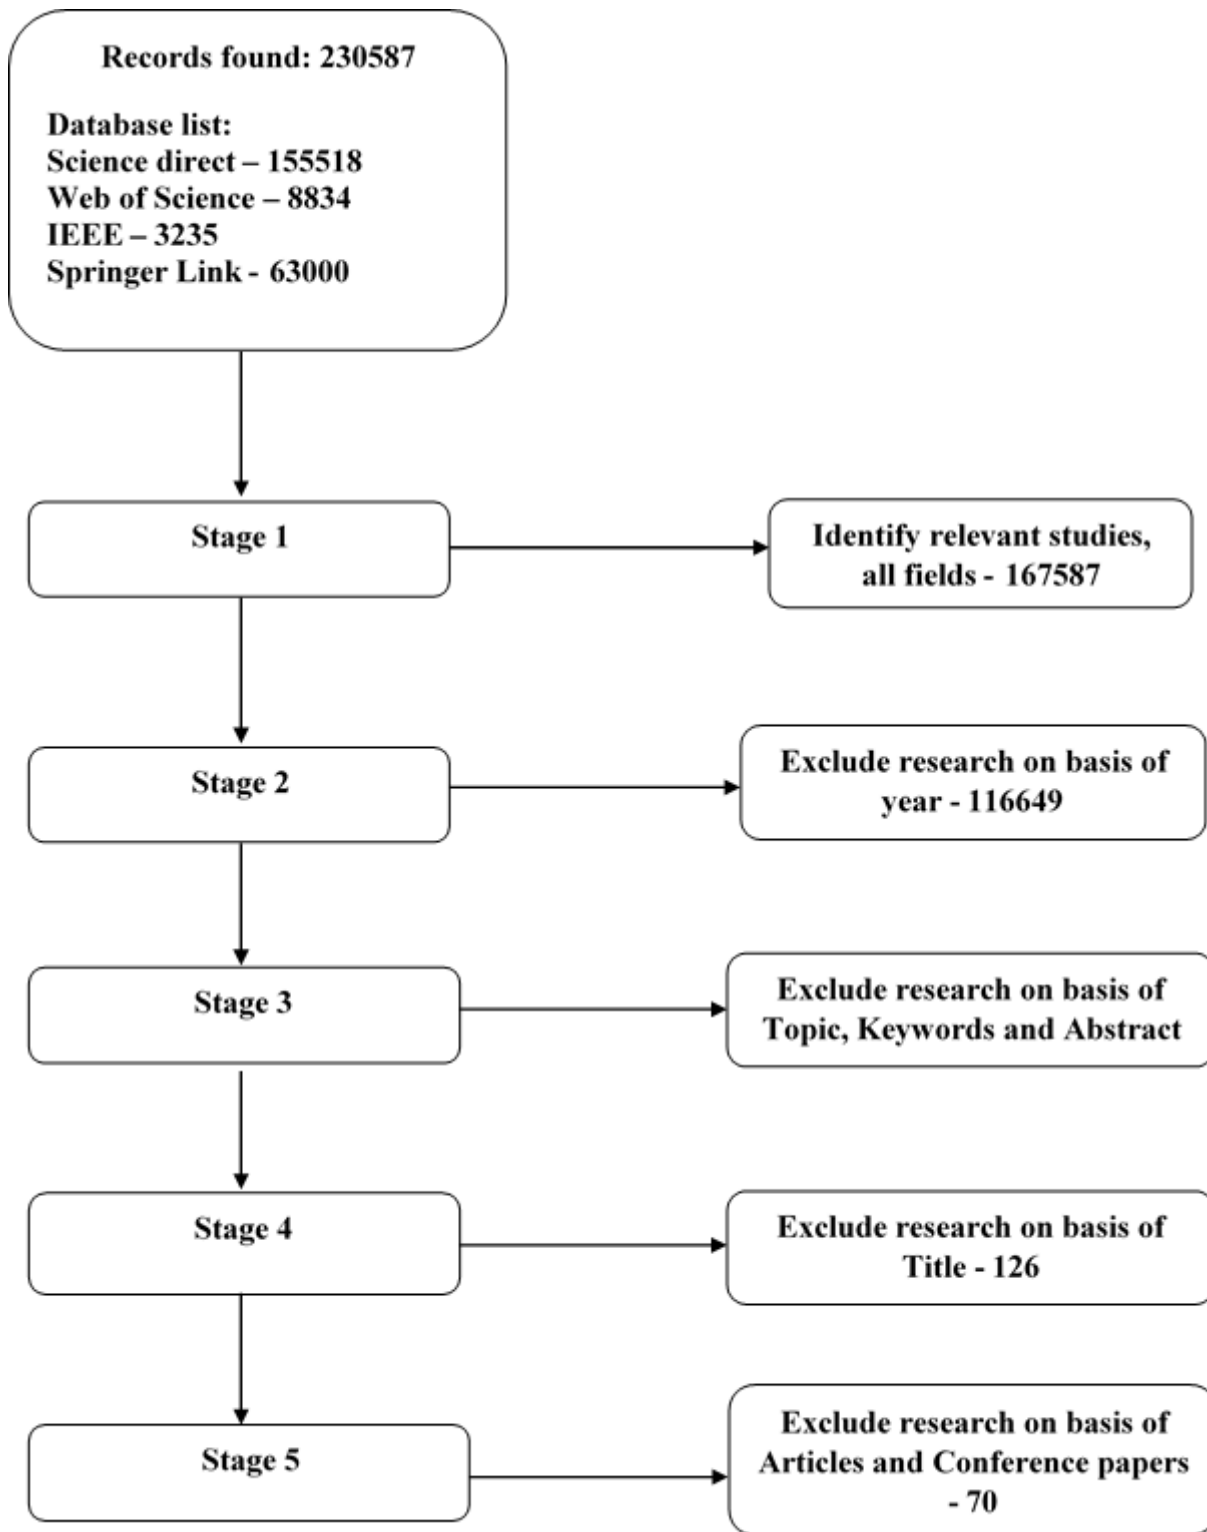 Records found: 230587
Database list:
Science direct – 155518
Web of Science – 8834
IEEE – 3235
Springer Link - 63000
Stage 1
Identify relevant studies,
all fields - 167587
Stage 2
Exclude research on basis of
year - 116649
Stage 3
Exclude research on basis of
Topic, Keywords and Abstract
Stage 4
Exclude research on basis of
Title - 126
Stage 5
Exclude research on basis of
Articles and Conference papers
- 70